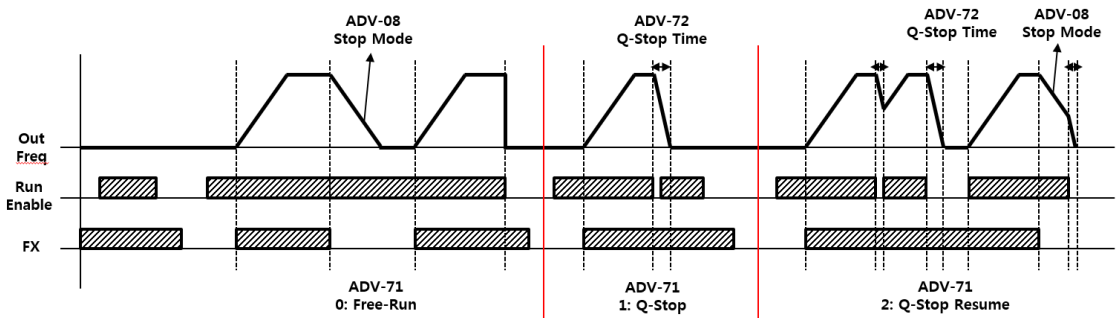 ADV-08
Stop Mode
ADV-72
Q-Stop Time
ADV-72
Q-Stop Time
ADV-08
Stop Mode
Out
Freq
Run
Enable
FX
ADV-71
0: Free-Run
ADV-71
1: Q-Stop
ADV-71
2: Q-Stop Resume